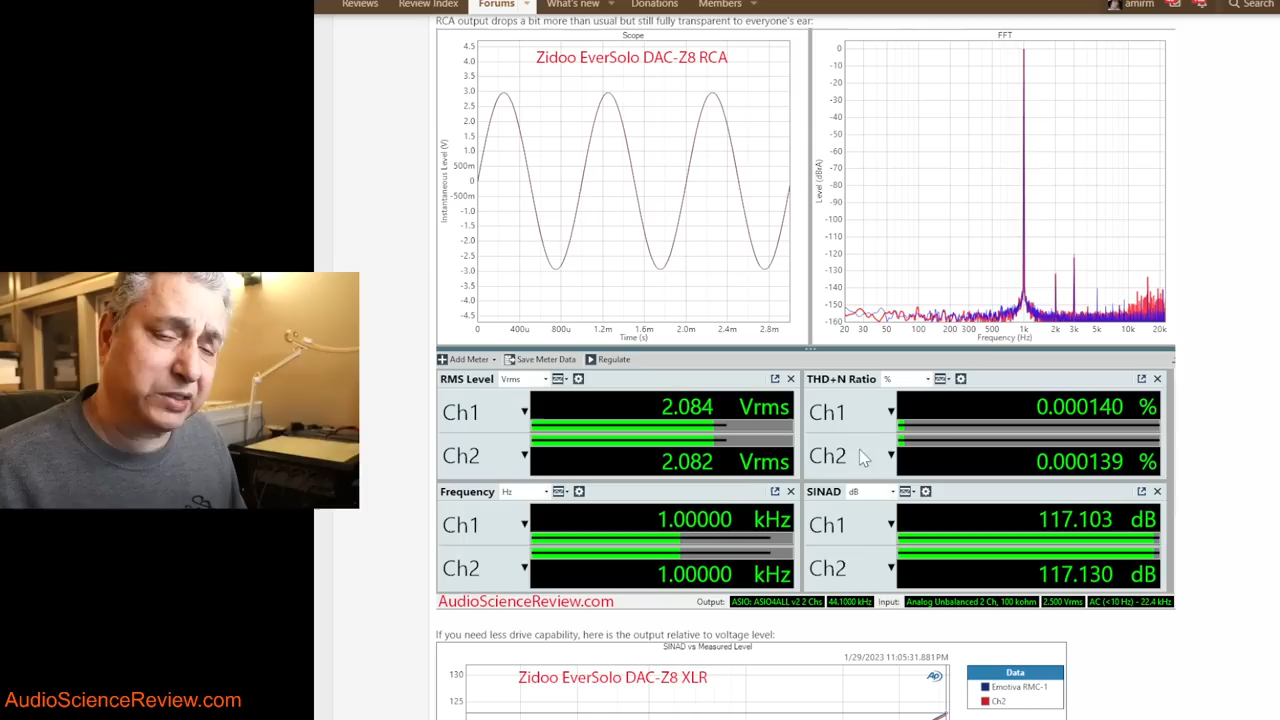 Reviews Review Index Forums What's new Donations Members amirm Search
RCA output drops a bit more than usual but still fully transparent to everyone's ear:
Scope
Zidoo EverSolo DAC-Z8 RCA
Instantaneous Level (V)
4.5
4.0
3.5
3.0
2.5
2.0
1.5
1.0
500m
0
-500m
-1.0
-1.5
-2.0
-2.5
-3.0
-3.5
-4.0
-4.5
0 400u 800u 1.2m 1.6m 2.0m 2.4m 2.8m
Time (s)
FFT
Level (dBrA)
0
-10
-20
-30
-40
-50
-60
-70
-80
-90
-100
-110
-120
-130
-140
-150
-160
20 30 50 100 200 300 500 1k 2k 3k 5k 10k 20k
Frequency (Hz)
Add Meter Save Meter Data Regulate
RMS Level Vrms
Ch1 2.084 Vrms
Ch2 2.082 Vrms
THD+N Ratio %
Ch1 0.000140 %
Ch2 0.000139 %
Frequency Hz
Ch1 1.00000 kHz
Ch2 1.00000 kHz
SINAD dB
Ch1 117.103 dB
Ch2 117.130 dB
AudioScienceReview.com
Output: ASIO: ASIO4ALL v2 2 Chs 44.1000 kHz Input: Analog Unbalanced 2 Ch, 100 kohm 2.500 Vrms AC (<10 Hz) - 22.4 kHz
If you need less drive capability, here is the output relative to voltage level:
SINAD vs Measured Level
1/29/2023 11:05:31.881PM
Zidoo EverSolo DAC-Z8 XLR
AP
130
125
Data
Emotiva RMC-1
Ch2
AudioScienceReview.com